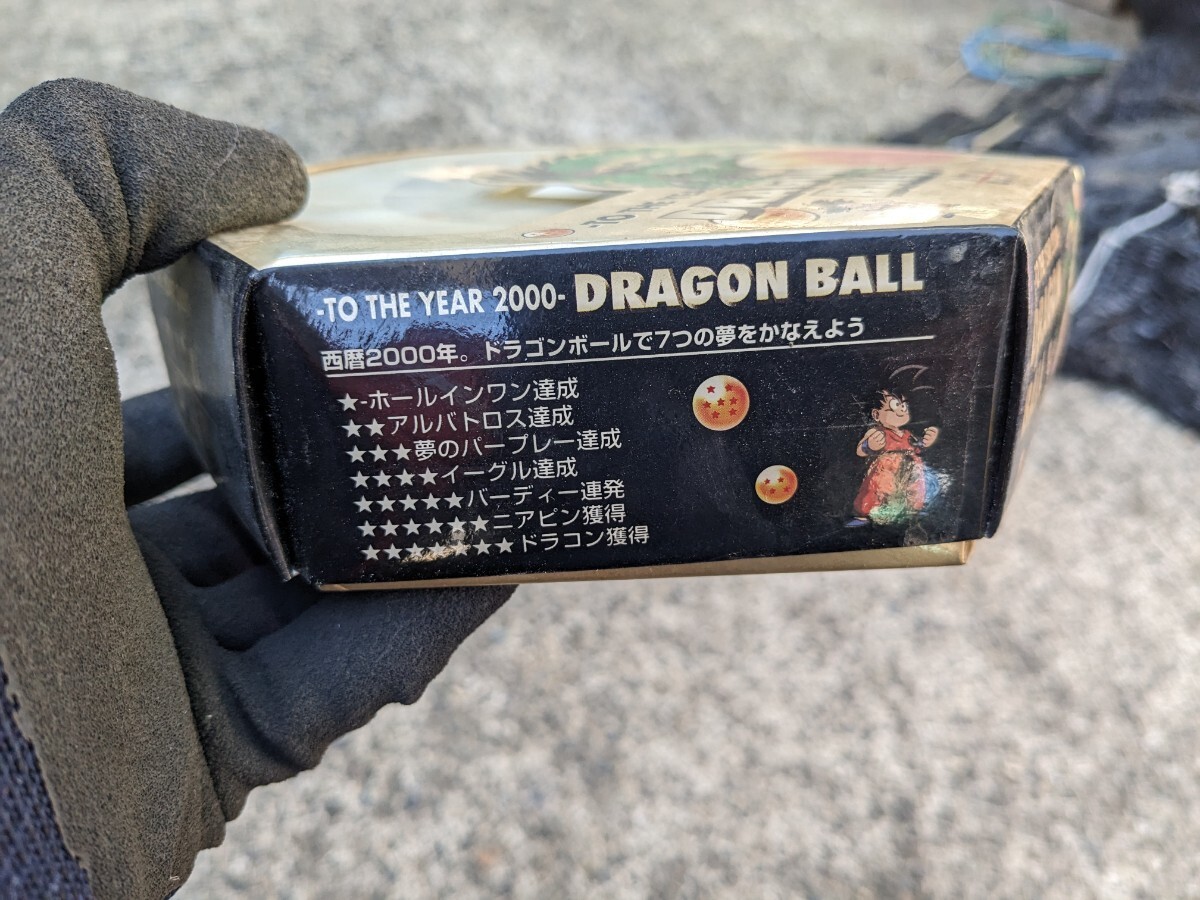 -TO THE YEAR 2000- DRAGON BALL
西暦2000年。ドラゴンボールで7つの夢をかなえよう
★-ホールインワン達成
★★アルバトロス達成
★★★夢のパープレー達成
★★★★イーグル達成
★★★★★バーディー連発
★★★★★★ニアピン獲得
★★★★★★★ドラコン獲得